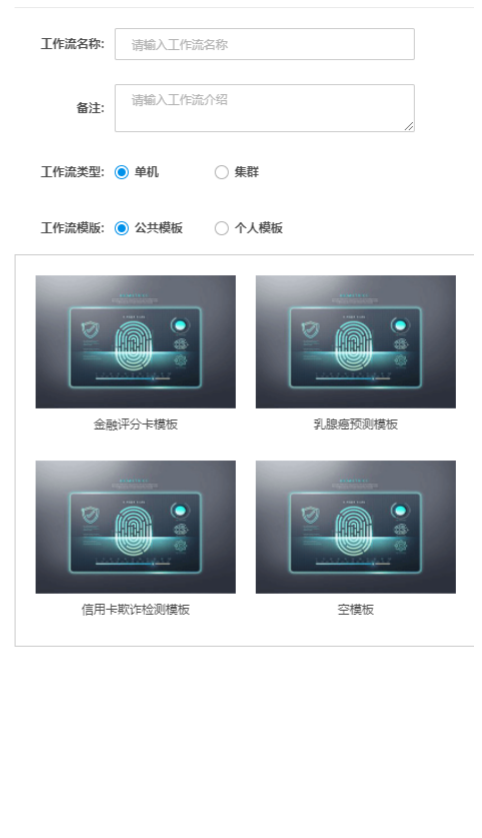 工作流名称: 请输入工作流名称
备注: 请输入工作流介绍
工作流类型: 单机 集群
工作流模版: 公共模板 个人模板
金融评分卡模板 乳腺癌预测模板
信用卡欺诈检测模板 空模板